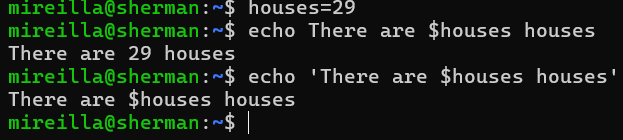 mireilla@sherman:~$ houses=29
mireilla@sherman:~$ echo There are $houses houses
There are 29 houses
mireilla@sherman:~$ echo 'There are $houses houses'
There are $houses houses
mireilla@sherman:~$